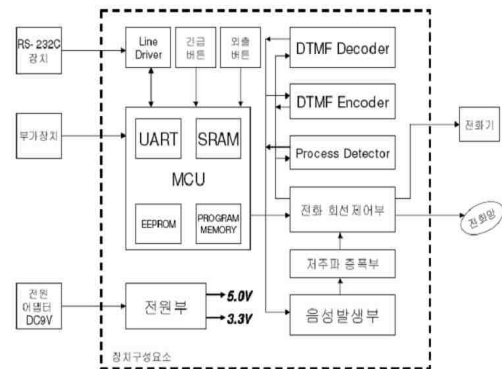 RS- 232C
장치
Line
Driver
긴급
버튼
외출
버튼
DTMF Decoder
DTMF Encoder
부가장치
UART
SRAM
MCU
EEPROM
PROGRAM
MEMORY
Process Detector
전화기
전화 회선제어부
전화망
저주파 증폭부
음성발생부
전원
어댑터
DC9V
전원부
5.0V
3.3V
장치구성요소